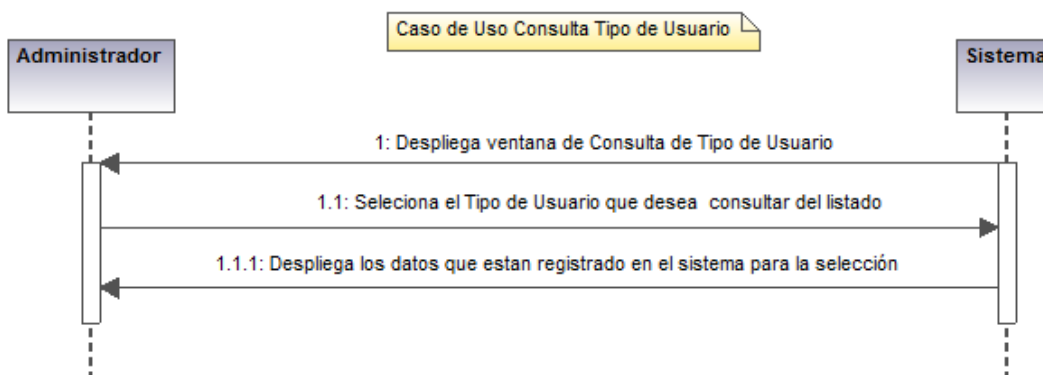 Caso de Uso Consulta Tipo de Usuario
Administrador
Sistema
1: Despliega ventana de Consulta de Tipo de Usuario
1.1: Seleciona el Tipo de Usuario que desea consultar del listado
1.1.1: Despliega los datos que estan registrado en el sistema para la selección